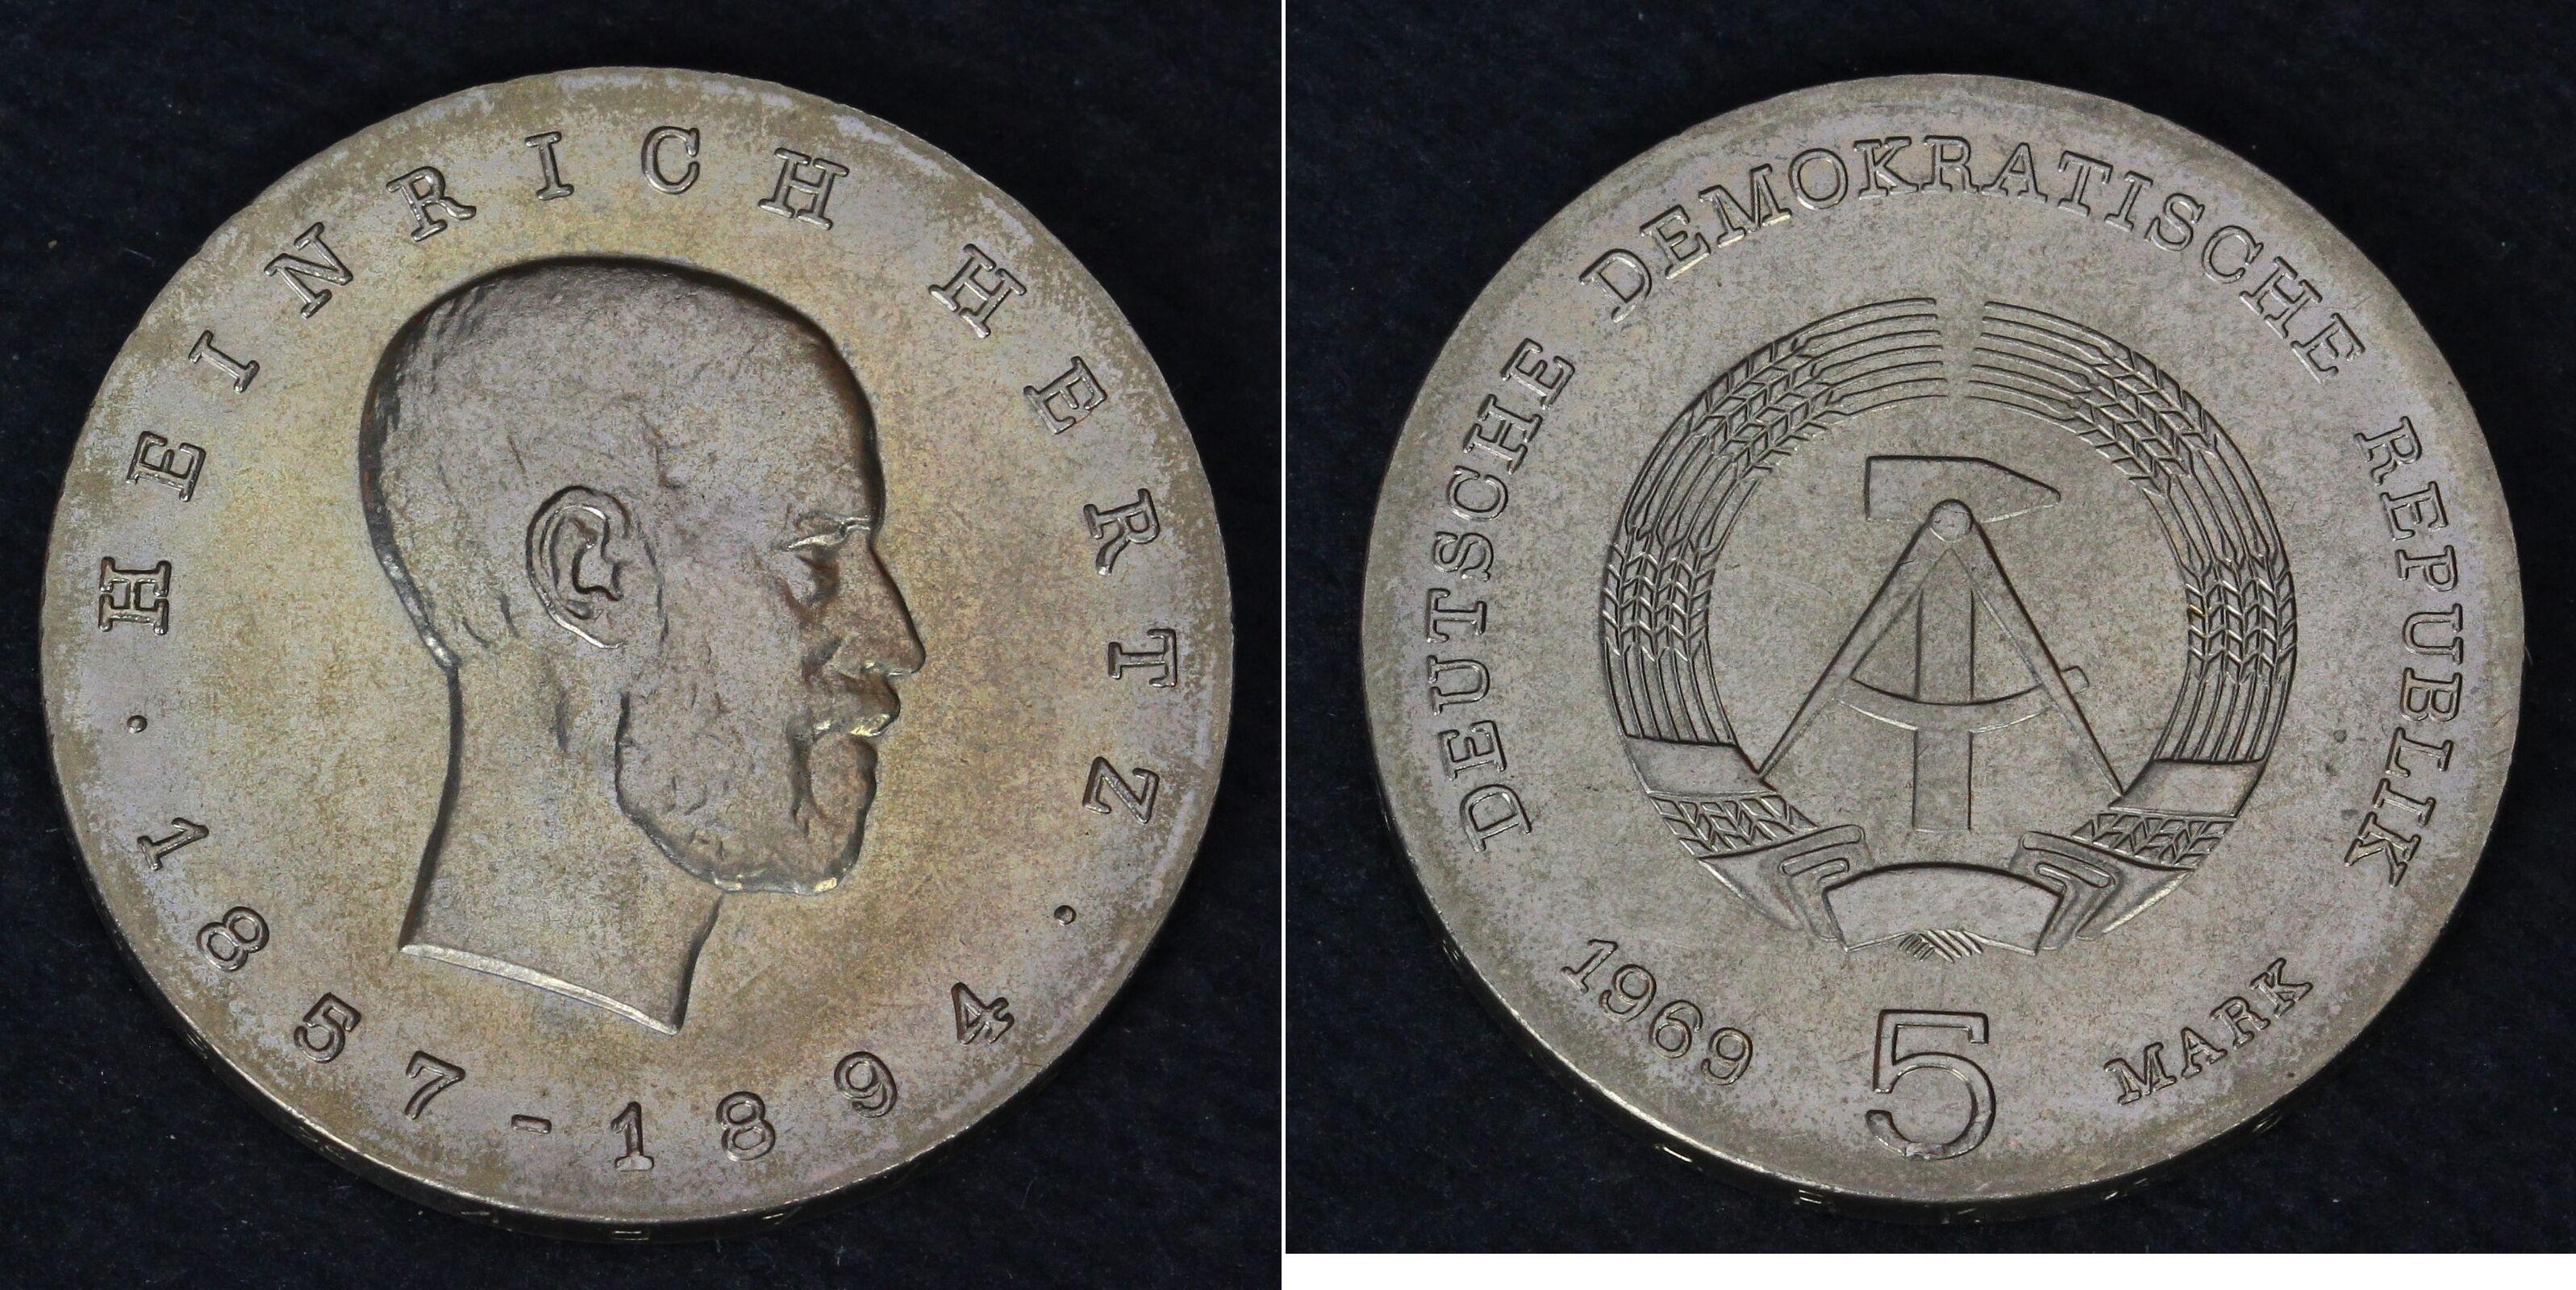 HEINRICH HERTZ
· 1857-1894 ·
DEUTSCHE DEMOKRATISCHE REPUBLIK
1969 5 MARK